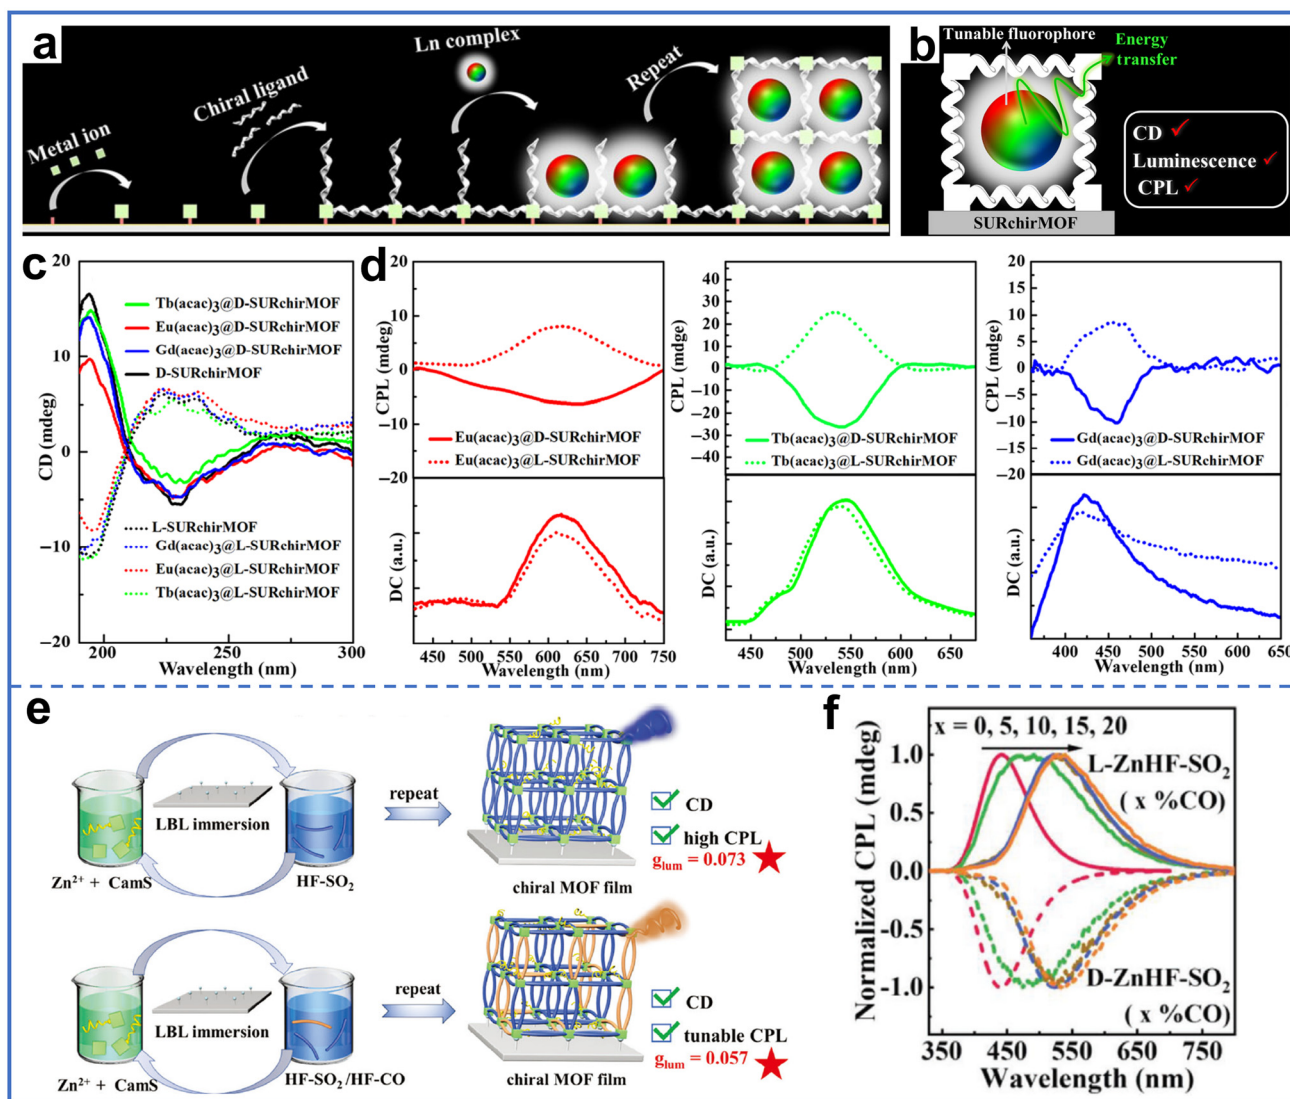 a
Metal ion
Chiral ligand
Ln complex
Repeat
b
Tunable fluorophore
Energy
transfer
CD ✓
Luminescence ✓
CPL ✓
SURchirMOF
c
20
10
0
−10
−20
CD (mdeg)
Tb(acac)3@D-SURchirMOF
Eu(acac)3@D-SURchirMOF
Gd(acac)3@D-SURchirMOF
D-SURchirMOF
L-SURchirMOF
Gd(acac)3@L-SURchirMOF
Eu(acac)3@L-SURchirMOF
Tb(acac)3@L-SURchirMOF
200 250 300
Wavelength (nm)
d
20
10
0
−10
−20
CPL (mdeg)
Eu(acac)3@D-SURchirMOF
Eu(acac)3@L-SURchirMOF
DC (a.u.)
450 500 550 600 650 700 750
Wavelength (nm)
50
40
30
20
10
0
−10
−20
−30
−40
CPL (mdge)
Tb(acac)3@D-SURchirMOF
Tb(acac)3@L-SURchirMOF
DC (a.u.)
450 500 550 600 650
Wavelength (nm)
20
15
10
5
0
−5
−10
−15
−20
CPL (mdge)
Gd(acac)3@D-SURchirMOF
Gd(acac)3@L-SURchirMOF
DC (a.u.)
400 450 500 550 600 650
Wavelength (nm)
e
LBL immersion
Zn²⁺ + CamS
HF-SO₂
repeat
chiral MOF film
CD
high CPL
g_lum = 0.073
LBL immersion
Zn²⁺ + CamS
HF-SO₂/HF-CO
repeat
chiral MOF film
CD
tunable CPL
g_lum = 0.057
f
x = 0, 5, 10, 15, 20
L-ZnHF-SO₂
( x %CO)
D-ZnHF-SO₂
( x %CO)
1.0
0.5
0.0
-0.5
-1.0
Normalized CPL (mdeg)
350 450 550 650 750
Wavelength (nm)